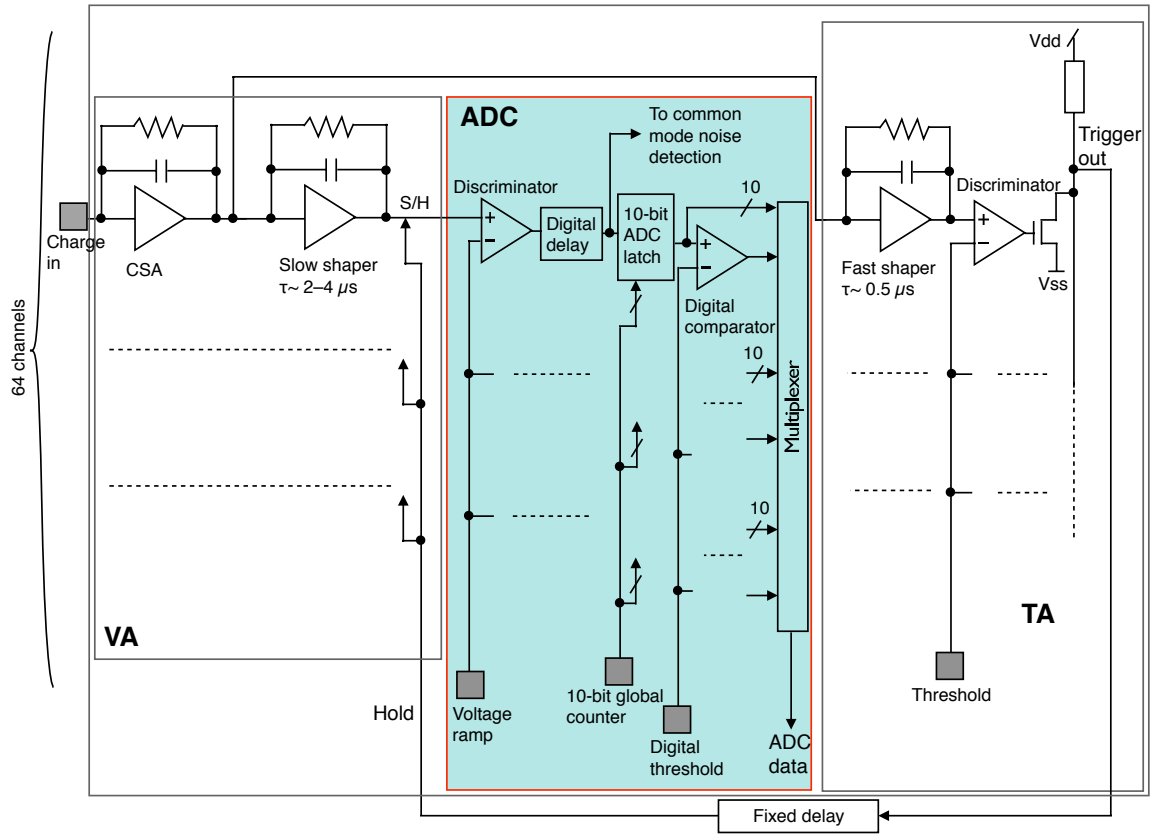 Vdd
ADC
To common
mode noise
detection
Trigger
out
Discriminator
Discriminator
10
S/H
+
−
Digital
delay
10-bit
ADC
latch
+
−
+
−
Charge
in
CSA
Slow shaper
τ~ 2–4 µs
Fast shaper
τ~ 0.5 µs
Vss
Digital
comparator
64 channels
10
Multiplexer
10
VA
TA
Voltage
ramp
10-bit global
counter
Digital
threshold
Threshold
Hold
ADC
data
Fixed delay